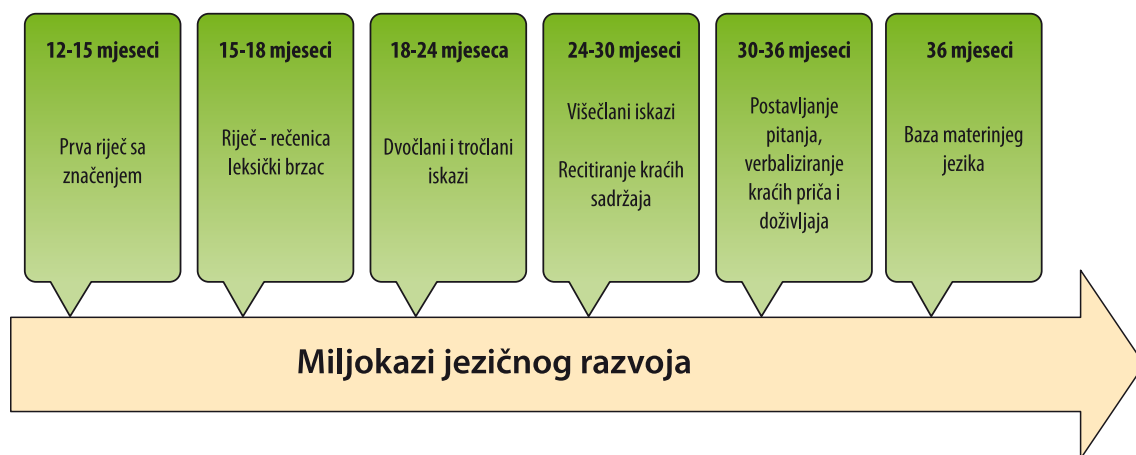 12-15 mjeseci
Prva riječ sa
značenjem
15-18 mjeseci
Riječ – rečenica
leksički brzac
18-24 mjeseca
Dvočlani i tročlani
iskazi
24-30 mjeseci
Višečlani iskazi
Recitiranje kraćih
sadržaja
30-36 mjeseci
Postavljanje
pitanja,
verbaliziranje
kraćih priča i
doživljaja
36 mjeseci
Baza materinjeg
jezika
Miljokazi jezičnog razvoja